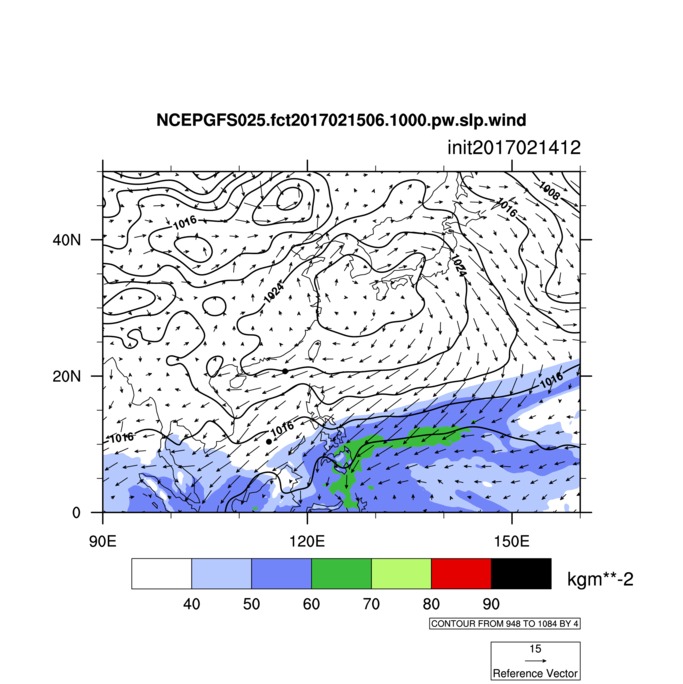 NCEPGFS025.fct2017021506.1000.pw.slp.wind
init2017021412
1008
1016
1016
40N
1024
1024
20N
1016
1016
1016
0
90E 120E 150E
kgm**-2
40 50 60 70 80 90
CONTOUR FROM 948 TO 1084 BY 4
15
Reference Vector